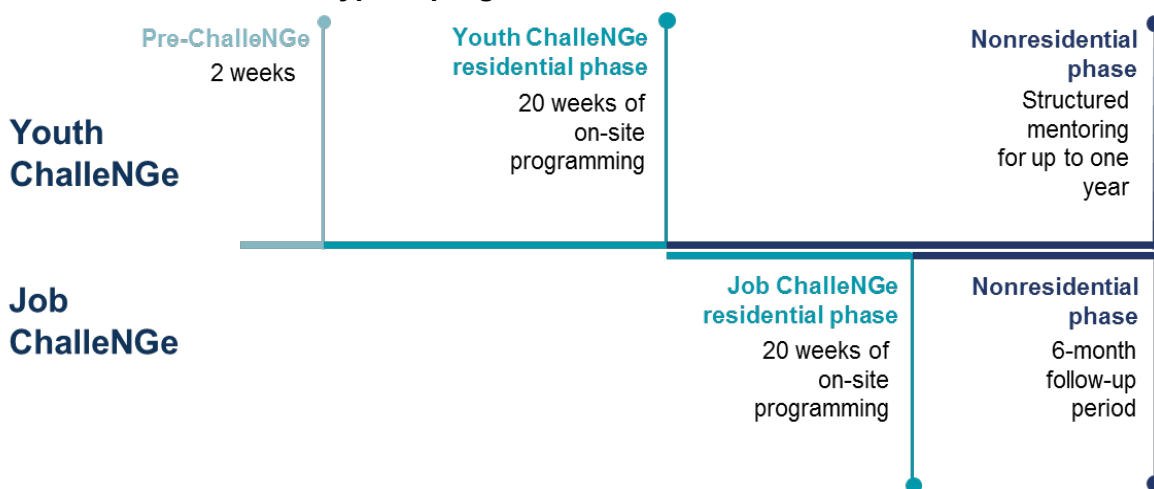 Pre-ChalleNGe
2 weeks
Youth ChalleNGe
residential phase
20 weeks of
on-site
programming
Nonresidential
phase
Structured
mentoring
for up to one
year
Youth
ChalleNGe
Job
ChalleNGe
Job ChalleNGe
residential phase
20 weeks of
on-site
programming
Nonresidential
phase
6-month
follow-up
period